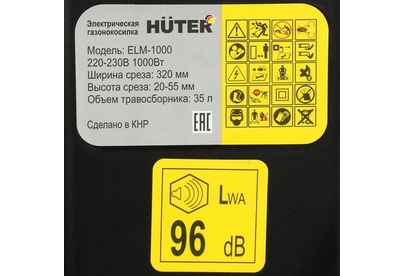 Электрическая
газонокосилка
HÜTER
Модель: ELM-1000
220-230В 1000Вт
Ширина среза: 320 мм
Высота среза: 20-55 мм
Объем травосборника: 35 л
Сделано в КНР
EAC
LWA
96 dB